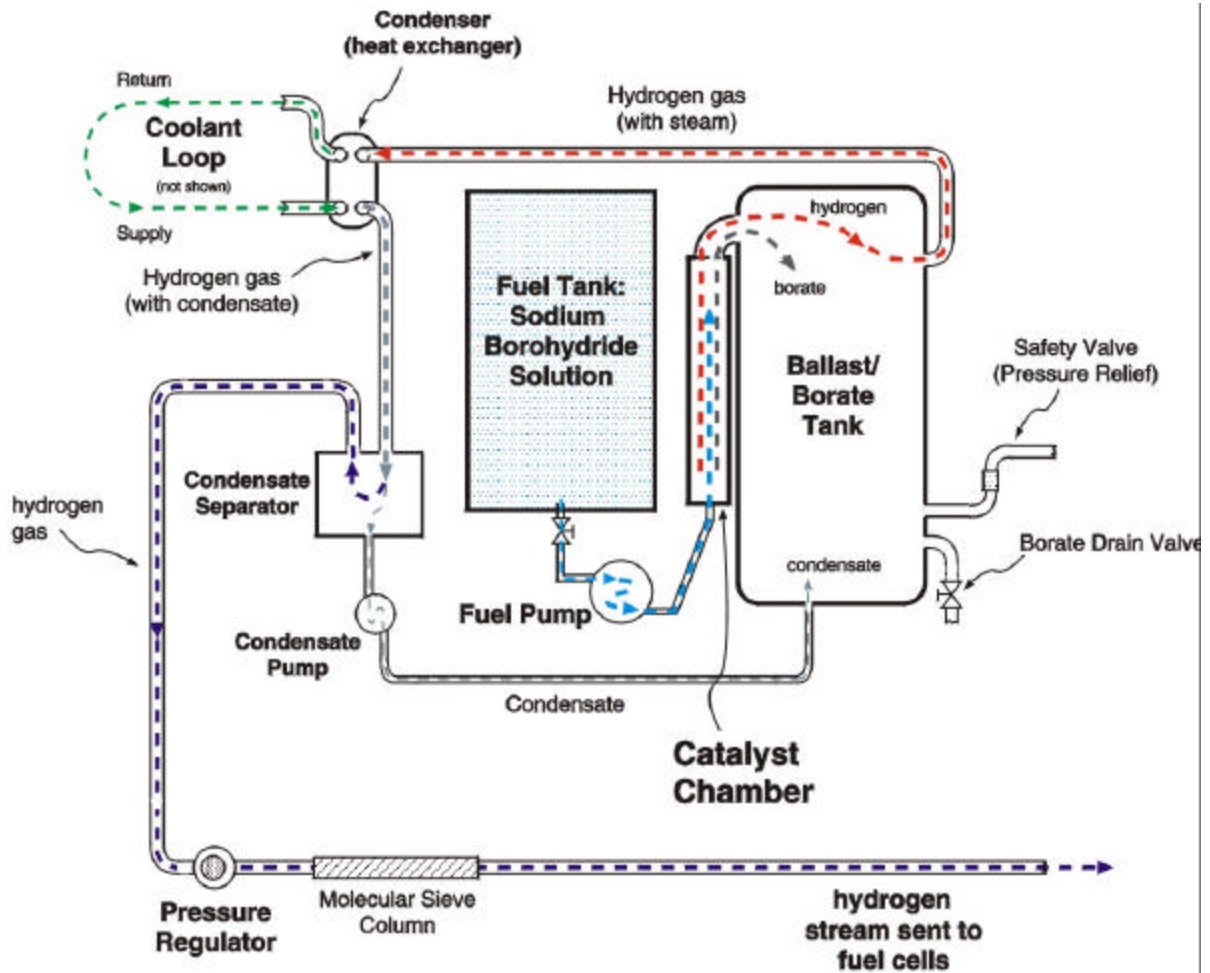 Condenser
(heat exchanger)
Return
Coolant
Loop
(not shown)
Supply
Hydrogen gas
(with steam)
Hydrogen gas
(with condensate)
Fuel Tank:
Sodium
Borohydride
Solution
hydrogen
borate
Ballast/
Borate
Tank
Safety Valve
(Pressure Relief)
Condensate
Separator
hydrogen
gas
Borate Drain Valve
condensate
Fuel Pump
Condensate
Pump
Condensate
Catalyst
Chamber
Molecular Sieve
Column
Pressure
Regulator
hydrogen
stream sent to
fuel cells